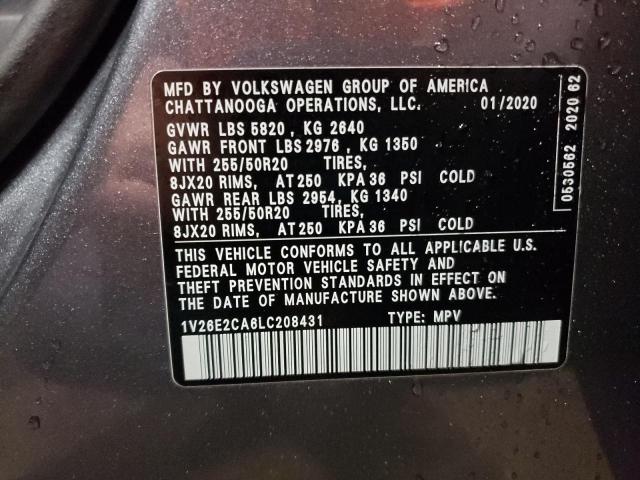 MFD BY VOLKSWAGEN GROUP OF AMERICA
CHATTANOOGA OPERATIONS, LLC. 01/2020
GVWR LBS 5820 , KG 2640
GAWR FRONT LBS 2976 , KG 1350
WITH 255/50R20 TIRES,
8JX20 RIMS, AT 250 KPA 36 PSI COLD
GAWR REAR LBS 2954, KG 1340
WITH 255/50R20 TIRES,
8JX20 RIMS, AT 250 KPA 36 PSI COLD
THIS VEHICLE CONFORMS TO ALL APPLICABLE U.S.
FEDERAL MOTOR VEHICLE SAFETY AND
THEFT PREVENTION STANDARDS IN EFFECT ON
THE DATE OF MANUFACTURE SHOWN ABOVE.
1V26E2CA6LC208431 TYPE: MPV
0530562 2020 62